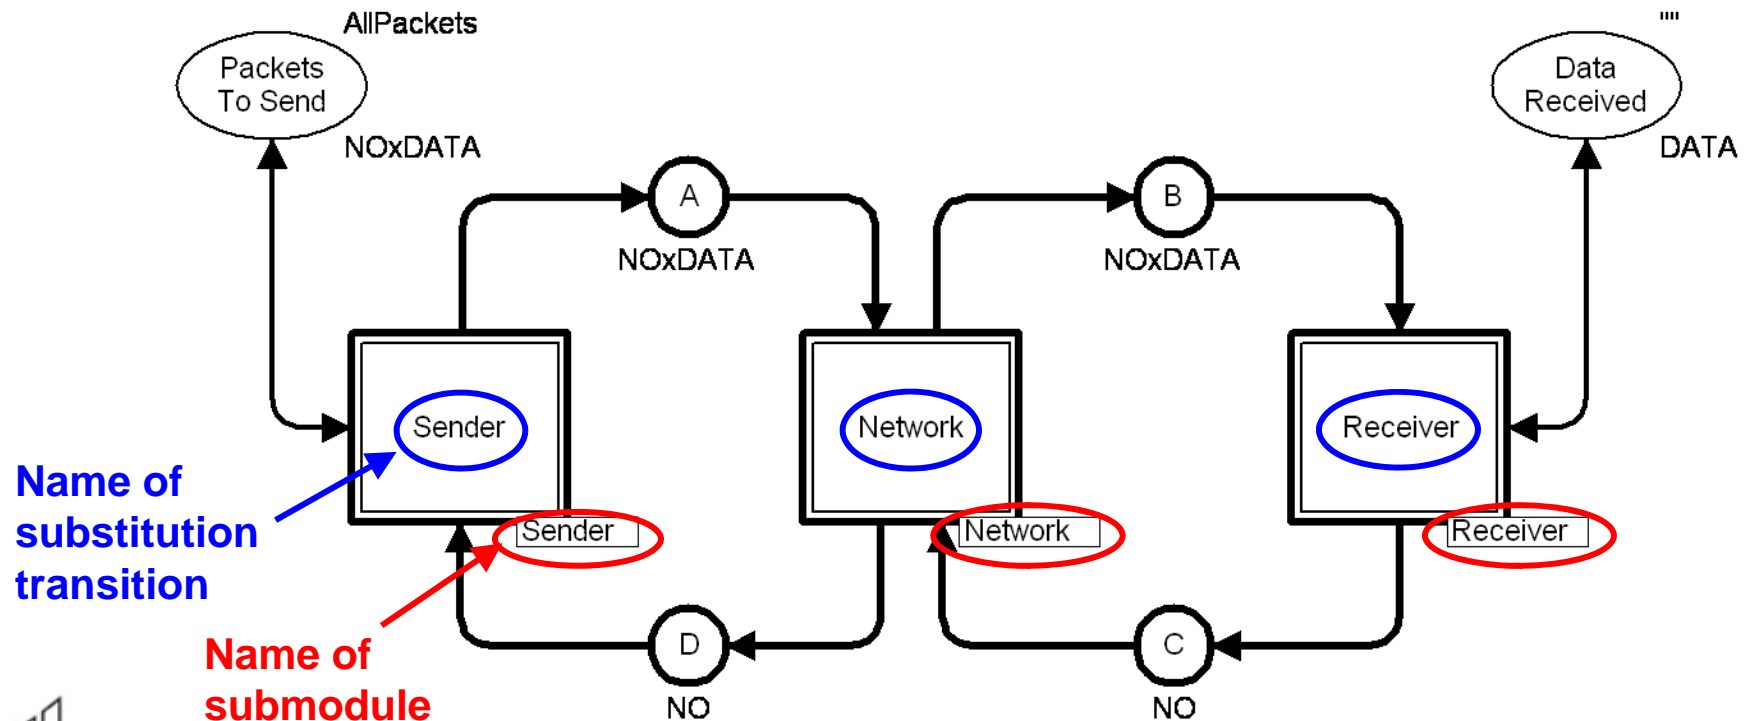 AllPackets
""
Packets
To Send
Data
Received
NOxDATA
DATA
A
B
NOxDATA
NOxDATA
Sender
Network
Receiver
Name of
substitution
transition
Sender
Network
Receiver
D
C
Name of
submodule
NO
NO